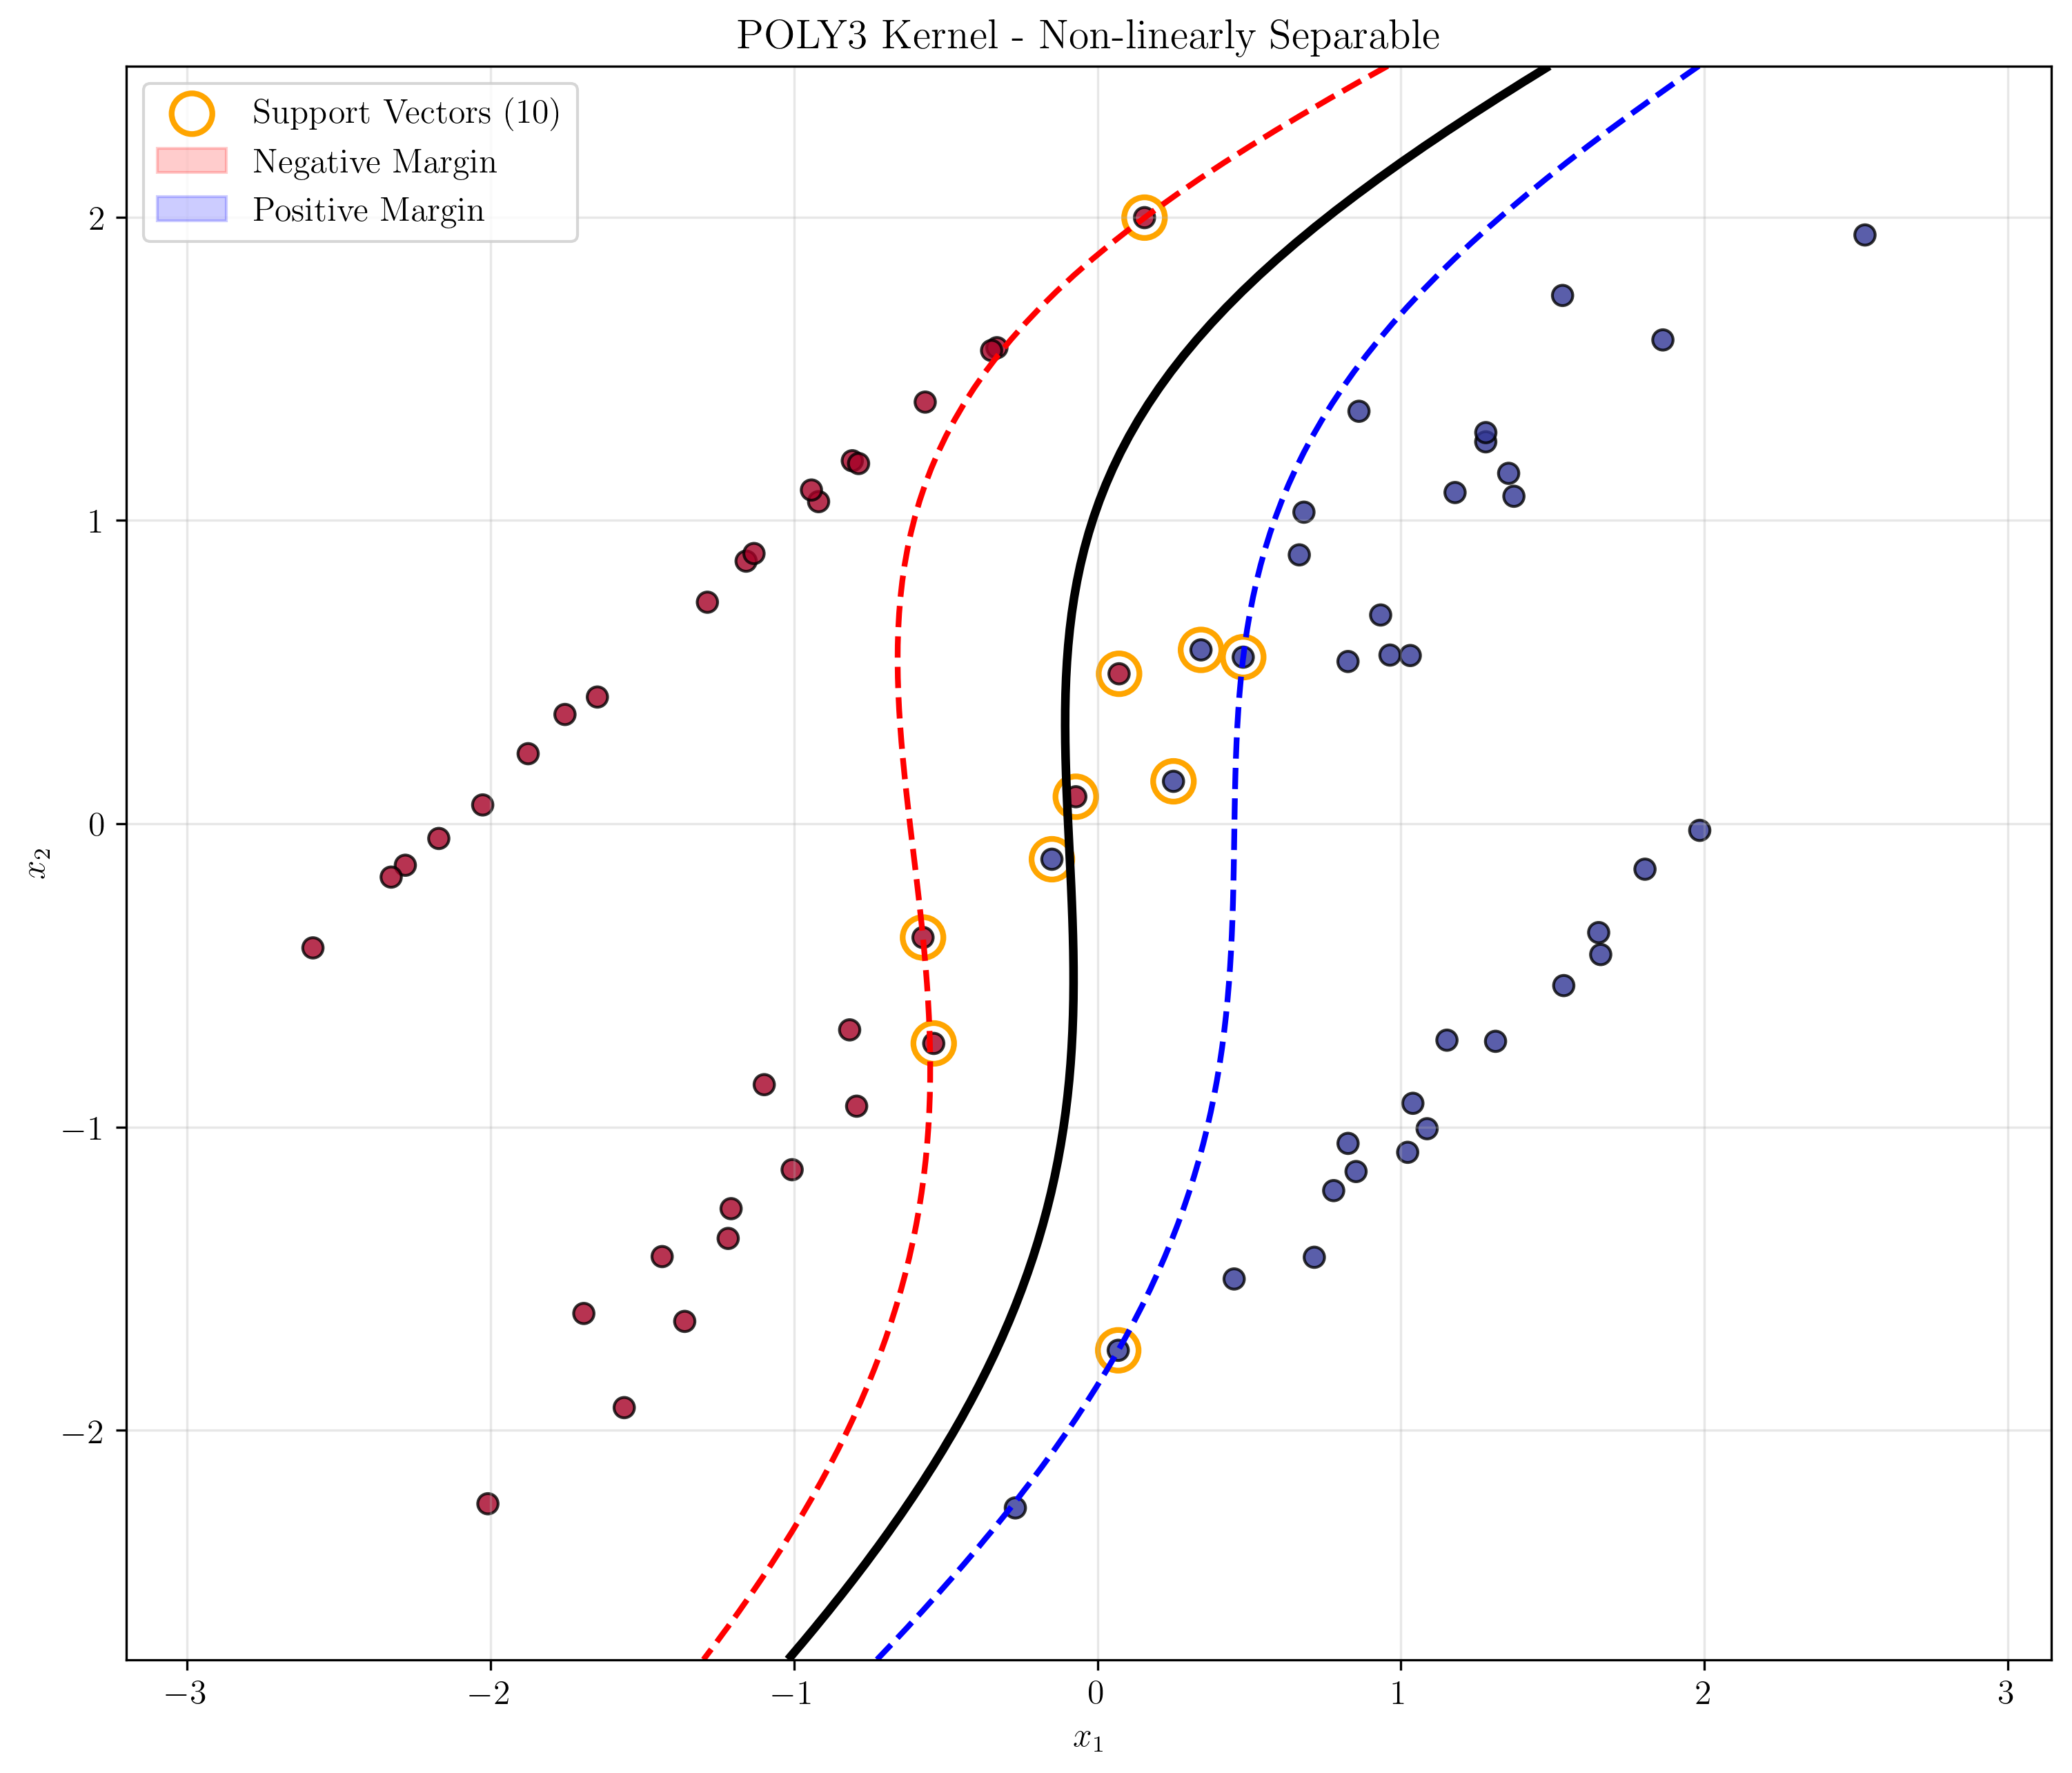 POLY3 Kernel - Non-linearly Separable
Support Vectors (10)
Negative Margin
Positive Margin
2
1
0
−1
−2
x₂
−3
−2
−1
0
1
2
3
x₁